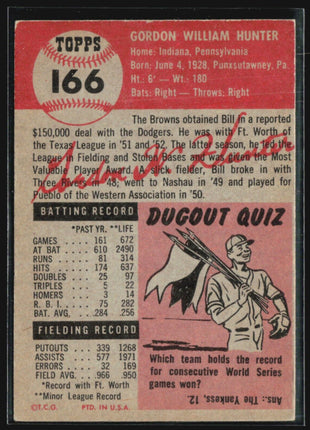 TOPPS
166
GORDON WILLIAM HUNTER
Home: Indiana, Pennsylvania
Born: June 4, 1928, Punxsutawney, Pa.
Ht: 6' – Wt: 180
Bats: Right – Throws: Right
The Browns obtained Bill in a reported
$150,000 deal with the Dodgers. He was with Ft. Worth of
the Texas League in '51 and '52. The latter season, he led the
League in Fielding and Stolen Bases and was given the Most
Valuable Player Award. A slick fielder, Bill broke in with
Three Rivers in '48, went to Nashau in '49 and played for
Pueblo of the Western Association in '50.
BATTING RECORD
*PAST YR. **LIFE
GAMES 161 672
AT BAT 610 2490
RUNS 81 314
HITS 174 637
DOUBLES 25 97
TRIPLES 5 22
HOMERS 3 14
R. B. I. 75 282
BAT. AVG. .284 .256
FIELDING RECORD
PUTOUTS 339 1268
ASSISTS 577 1971
ERRORS 32 169
FIELD AVG. .966 .950
*Record with Ft. Worth
**Minor League Record
©T.C.G. PTD. IN U.S.A.
DUGOUT QUIZ
Which team holds the record
for consecutive World Series
games won?
Ans.: The Yankees, 12.